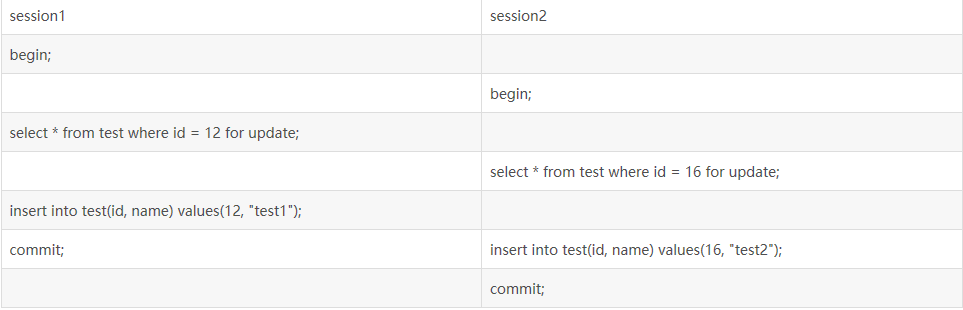 session1 session2
begin;
begin;
select * from test where id = 12 for update;
select * from test where id = 16 for update;
insert into test(id, name) values(12, "test1");
commit; insert into test(id, name) values(16, "test2");
commit;